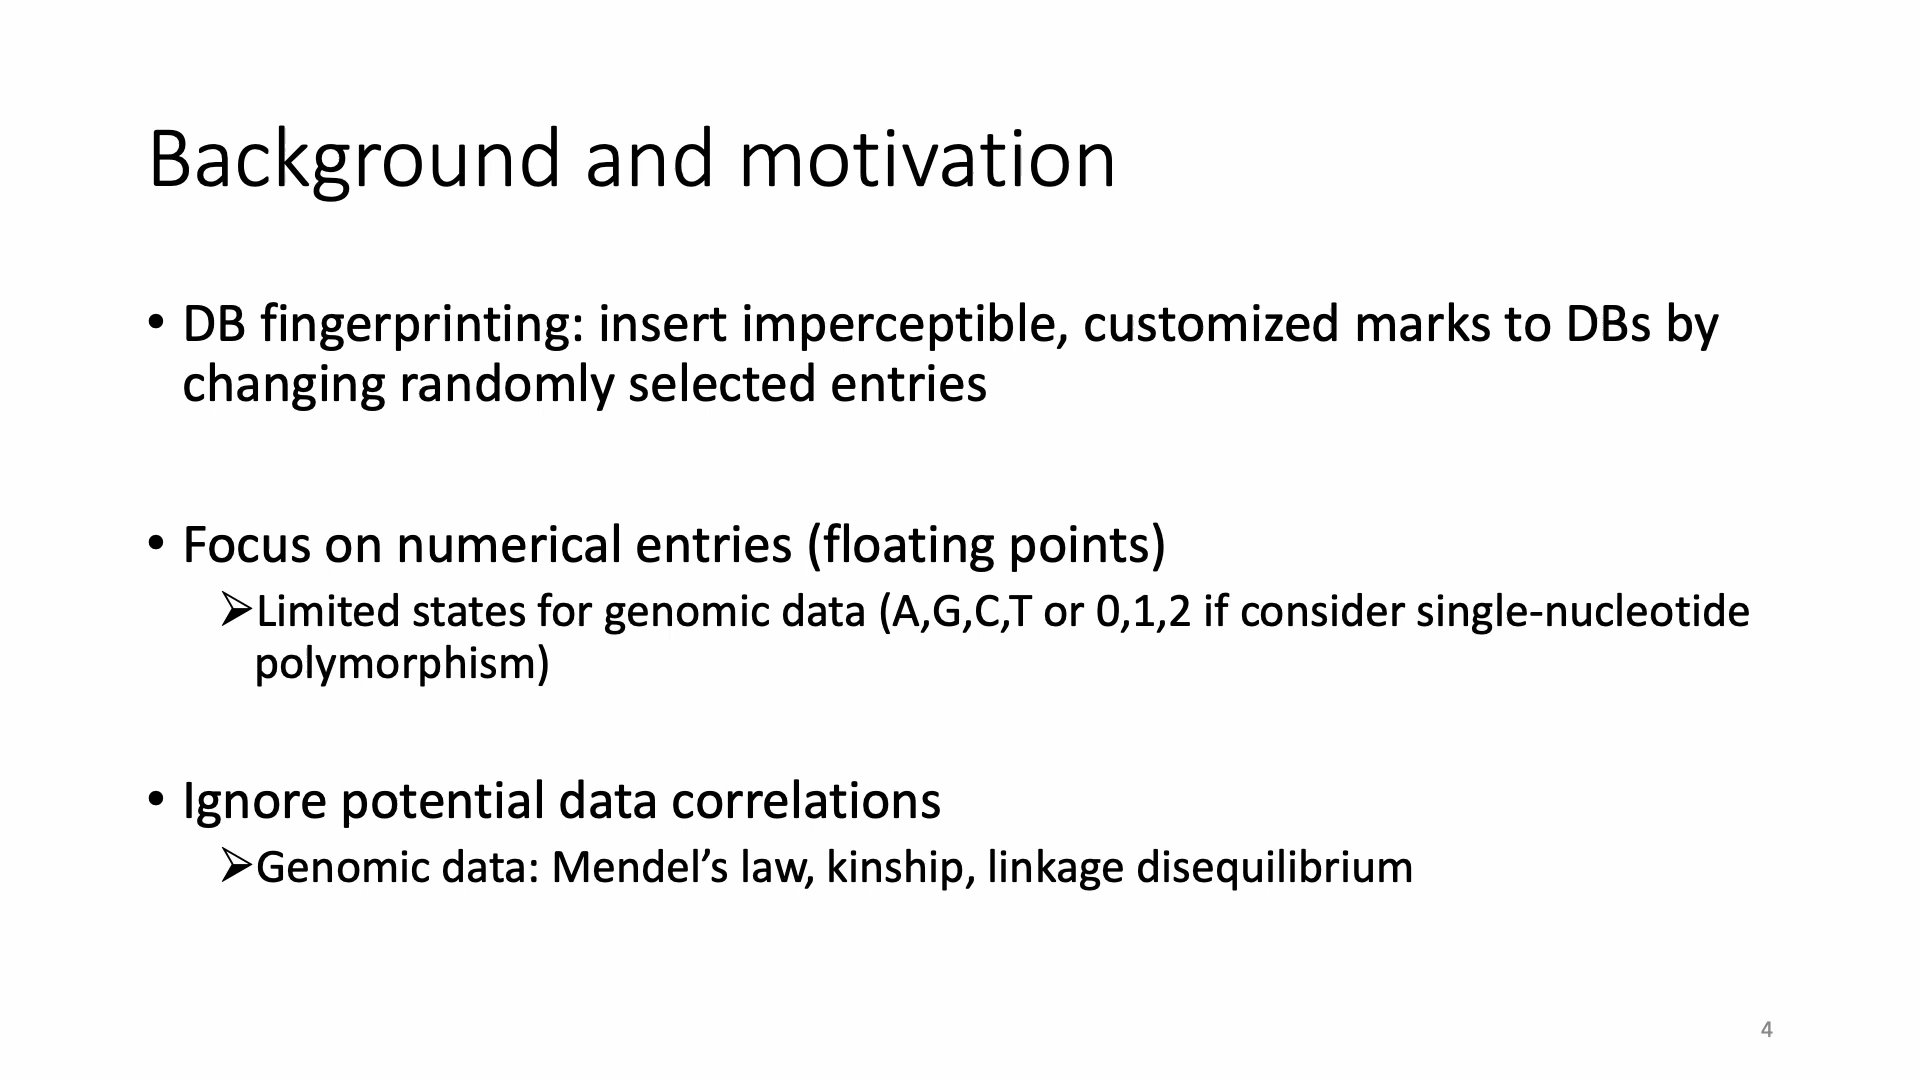 Background and motivation
• DB fingerprinting: insert imperceptible, customized marks to DBs by
changing randomly selected entries
• Focus on numerical entries (floating points)
➢Limited states for genomic data (A,G,C,T or 0,1,2 if consider single-nucleotide
polymorphism)
• Ignore potential data correlations
➢Genomic data: Mendel’s law, kinship, linkage disequilibrium
4